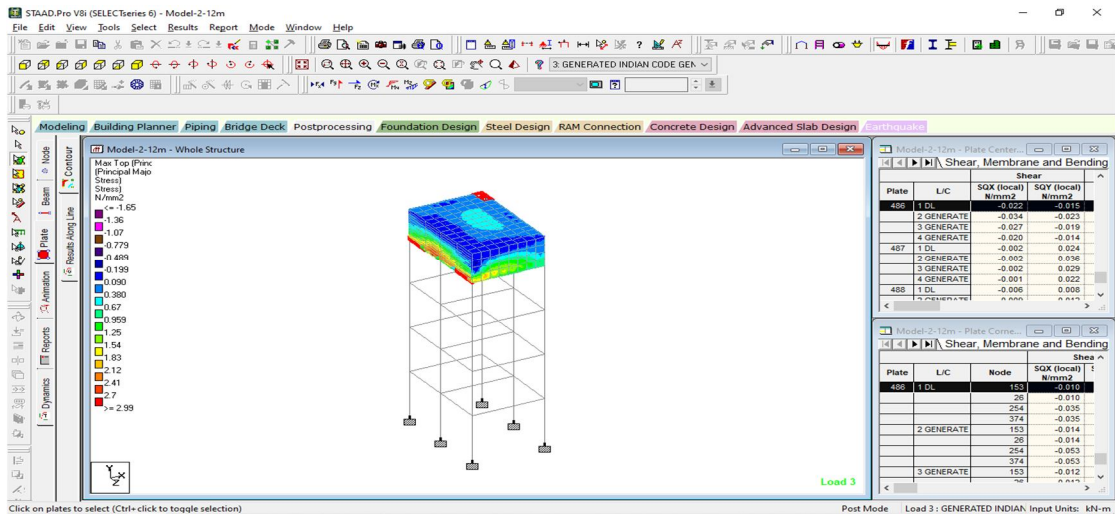 STAAD.Pro V8i (SELECTseries 6) - Model-2-12m
File Edit View Tools Select Results Report Mode Window Help
3: GENERATED INDIAN CODE GEN
Modeling Building Planner Piping Bridge Deck Postprocessing Foundation Design Steel Design RAM Connection Concrete Design Advanced Slab Design Earthquake
Node
Beam
Plate
Animation
Reports
Dynamics
Contour
Results Along Line
Model-2-12m - Whole Structure
Max Top (Princ
(Principal Majo
Stress)
Stress)
N/mm2
<= -1.65
-1.36
-1.07
-0.779
-0.489
-0.199
0.090
0.380
0.67
0.959
1.25
1.54
1.83
2.12
2.41
2.7
>= 2.99
Y
X
Z
Load 3
Model-2-12m - Plate Center...
Shear, Membrane and Bending
Shear
Plate L/C SQX (local) N/mm2 SQY (local) N/mm2
486 1 DL -0.022 -0.015
2 GENERATE -0.034 -0.023
3 GENERATE -0.027 -0.019
4 GENERATE -0.020 -0.014
487 1 DL -0.002 0.024
2 GENERATE -0.002 0.036
3 GENERATE -0.002 0.029
4 GENERATE -0.001 0.022
488 1 DL -0.006 0.008
Model-2-12m - Plate Corne...
Shear, Membrane and Bending
Shea
Plate L/C Node SQX (local) N/mm2
486 1 DL 153 -0.010
26 -0.010
254 -0.035
374 -0.035
2 GENERATE 153 -0.014
26 -0.014
254 -0.053
374 -0.053
3 GENERATE 153 -0.012
Click on plates to select (Ctrl+click to toggle selection)
Post Mode
Load 3 : GENERATED INDIAN
Input Units: kN-m